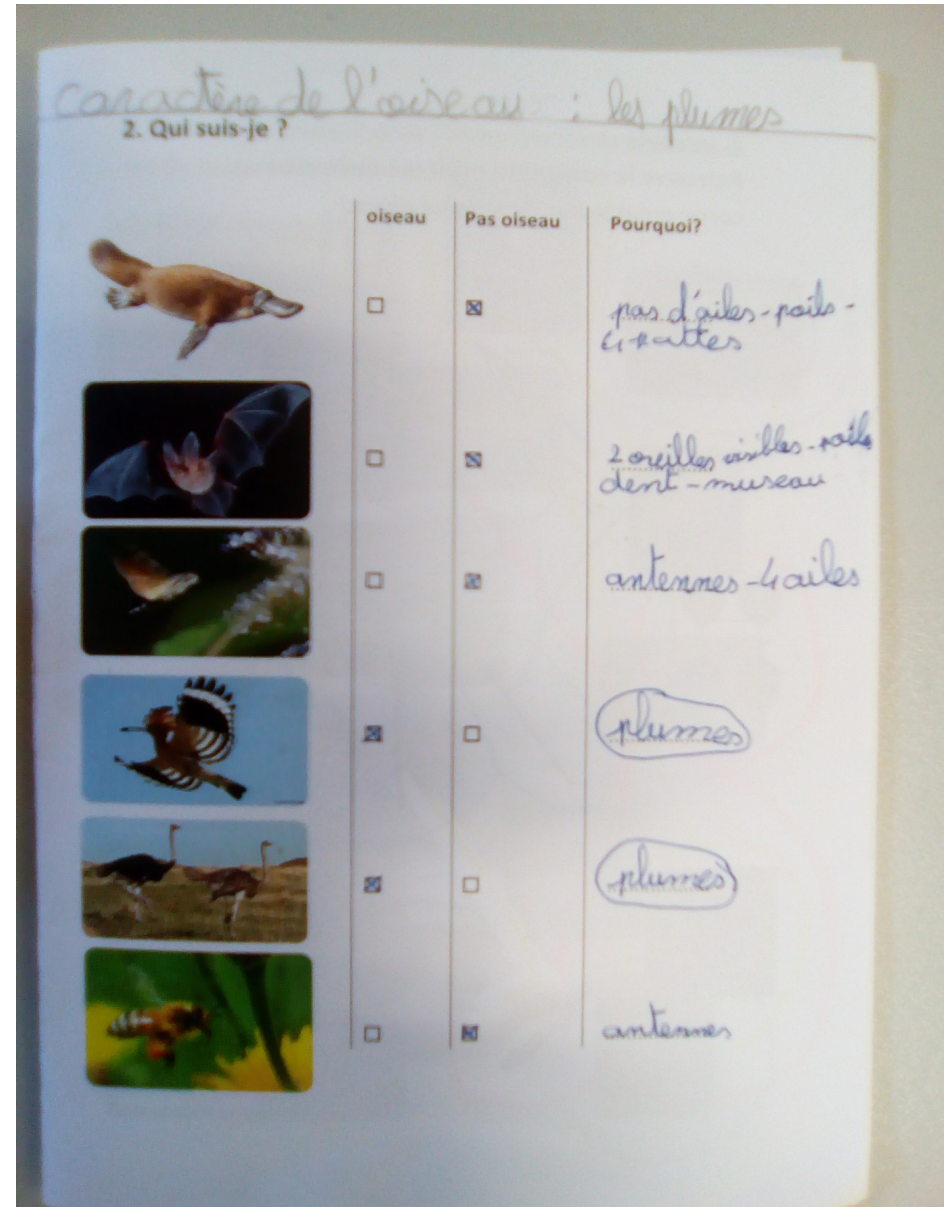 caractère de l'oiseau : les plumes
2. Qui suis-je ?
oiseau Pas oiseau Pourquoi?
pas d'ailes - poils -
4 pattes
2 oreilles visibles - poils
dent - museau
antennes - 4 ailes
plumes
plumes
antennes